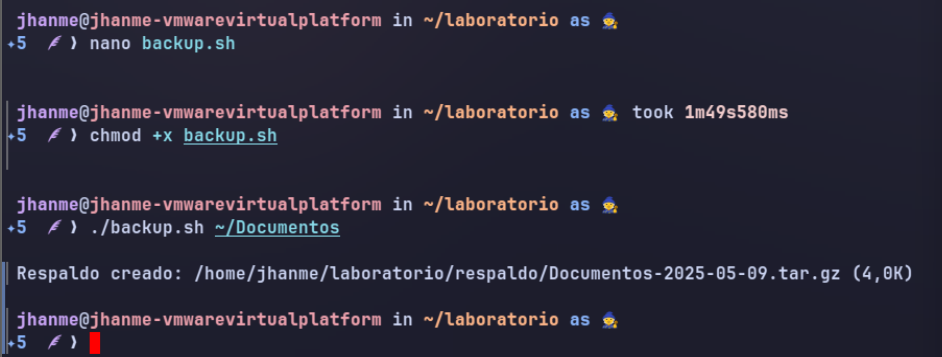 jhanme@jhanme-vmwarevirtualplatform in ~/laboratorio as 🧙
✦5 ❯ nano backup.sh
jhanme@jhanme-vmwarevirtualplatform in ~/laboratorio as 🧙 took 1m49s580ms
✦5 ❯ chmod +x backup.sh
jhanme@jhanme-vmwarevirtualplatform in ~/laboratorio as 🧙
✦5 ❯ ./backup.sh ~/Documentos
Respaldo creado: /home/jhanme/laboratorio/respaldo/Documentos-2025-05-09.tar.gz (4,0K)
jhanme@jhanme-vmwarevirtualplatform in ~/laboratorio as 🧙
✦5 ❯